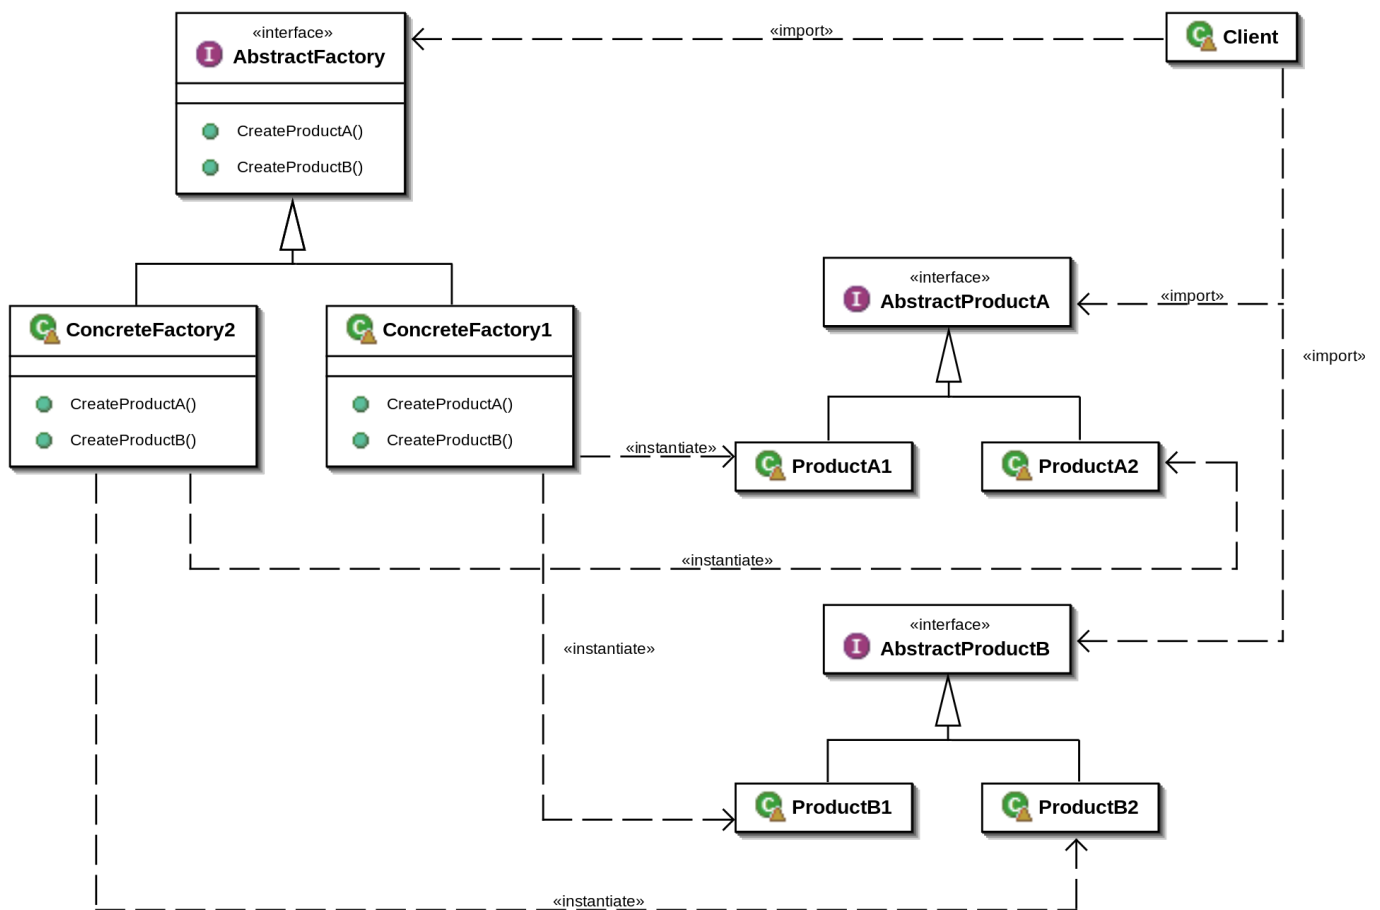 «interface»
AbstractFactory
CreateProductA()
CreateProductB()
«import»
Client
«interface»
AbstractProductA
«import»
«import»
ConcreteFactory2
CreateProductA()
CreateProductB()
ConcreteFactory1
CreateProductA()
CreateProductB()
«instantiate»
ProductA1
ProductA2
«instantiate»
«interface»
AbstractProductB
«instantiate»
ProductB1
ProductB2
«instantiate»